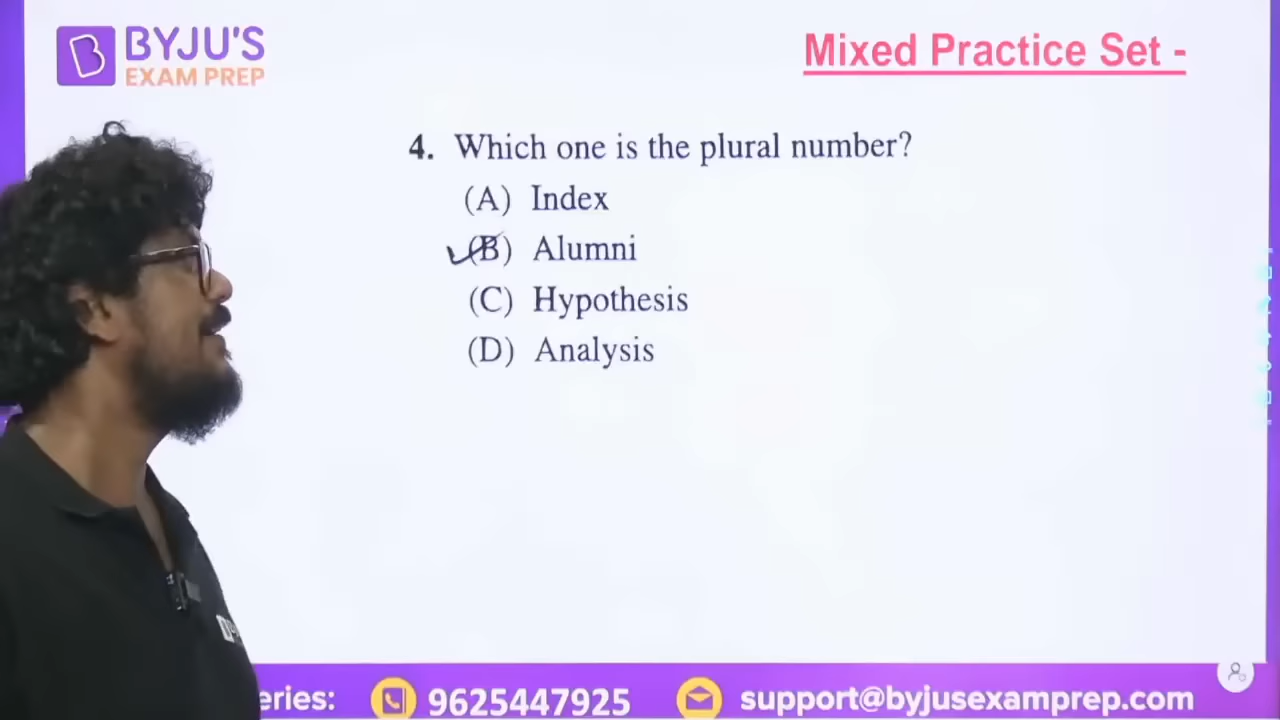 BYJU'S
EXAM PREP
Mixed Practice Set -
4. Which one is the plural number?
(A) Index
(B) Alumni
(C) Hypothesis
(D) Analysis
eries:
9625447925
support@byjusexamprep.com